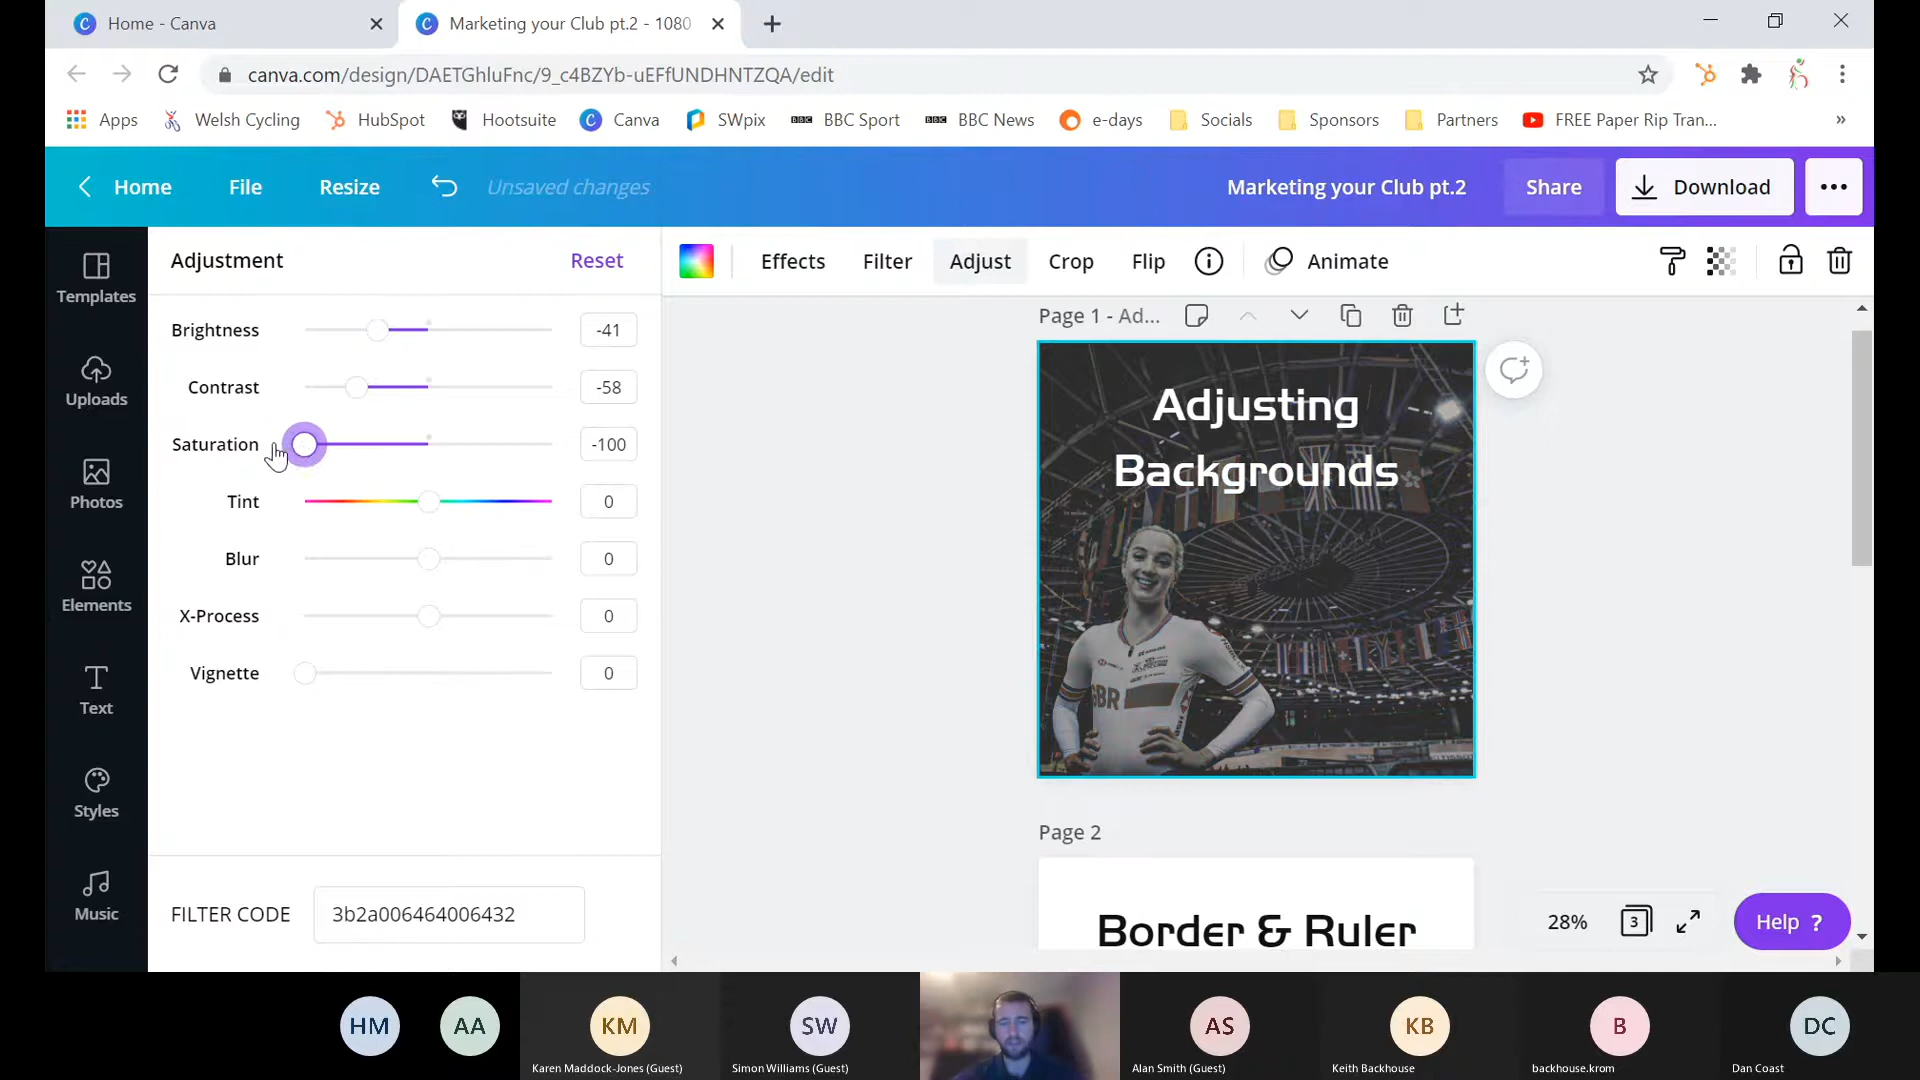 Home - Canva
Marketing your Club pt.2 - 1080
canva.com/design/DAETGhluFnc/9_c4BZYb-uEFfUNDHNTZQA/edit
Apps
Welsh Cycling
HubSpot
Hootsuite
Canva
SWpix
BBC Sport
BBC News
e-days
Socials
Sponsors
Partners
FREE Paper Rip Tran...
Home
File
Resize
Unsaved changes
Marketing your Club pt.2
Share
Download
Templates
Uploads
Photos
Elements
Text
Styles
Music
Adjustment
Reset
Brightness
-41
Contrast
-58
Saturation
-100
Tint
0
Blur
0
X-Process
0
Vignette
0
FILTER CODE
3b2a006464006432
Effects
Filter
Adjust
Crop
Flip
Animate
Page 1 - Ad...
Adjusting
Backgrounds
GBR
Page 2
Border & Ruler
28%
3
Help ?
HM
AA
KM
Karen Maddock-Jones (Guest)
SW
Simon Williams (Guest)
AS
Alan Smith (Guest)
KB
Keith Backhouse
B
backhouse.krom
DC
Dan Coast